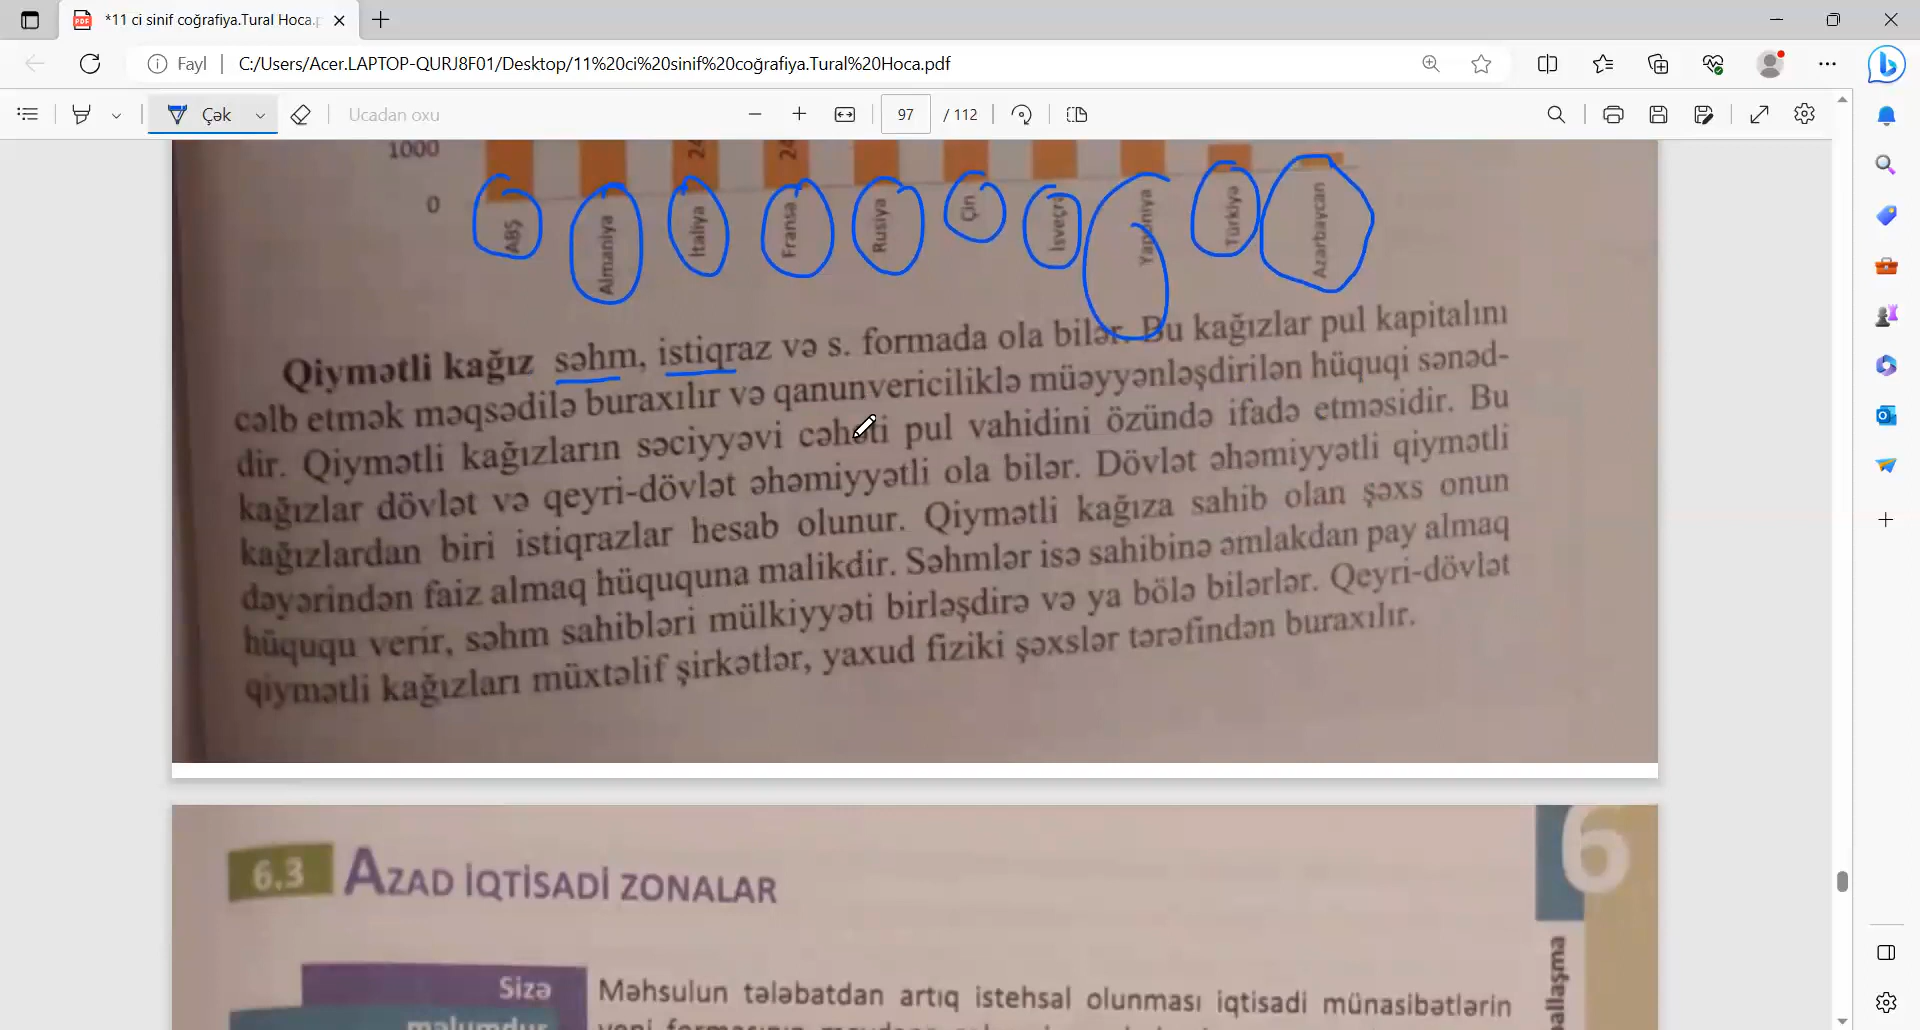 *11 ci sinif coğrafiya.Tural Hoca.p
Fayl
C:/Users/Acer.LAPTOP-QURJ8F01/Desktop/11%20ci%20sinif%20coğrafiya.Tural%20Hoca.pdf
Çək
Ucadan oxu
97 / 112
1000
24 24
0
ABŞ Almaniya İtaliya Fransa Rusiya Çin İsveçrə Yaponiya Türkiyə Azərbaycan
Qiymətli kağız səhm, istiqraz və s. formada ola bilər. Bu kağızlar pul kapitalını
cəlb etmək məqsədilə buraxılır və qanunvericiliklə müəyyənləşdirilən hüquqi sənəd-
dir. Qiymətli kağızların səciyyəvi cəhəti pul vahidini özündə ifadə etməsidir. Bu
kağızlar dövlət və qeyri-dövlət əhəmiyyətli ola bilər. Dövlət əhəmiyyətli qiymətli
kağızlardan biri istiqrazlar hesab olunur. Qiymətli kağıza sahib olan şəxs onun
dəyərindən faiz almaq hüququna malikdir. Səhmlər isə sahibinə əmlakdan pay almaq
hüququ verir, səhm sahibləri mülkiyyəti birləşdirə və ya bölə bilərlər. Qeyri-dövlət
qiymətli kağızları müxtəlif şirkətlər, yaxud fiziki şəxslər tərəfindən buraxılır.
6.3 AZAD İQTİSADİ ZONALAR
6
Sizə
məlumdur
Məhsulun tələbatdan artıq istehsal olunması iqtisadi münasibətlərin